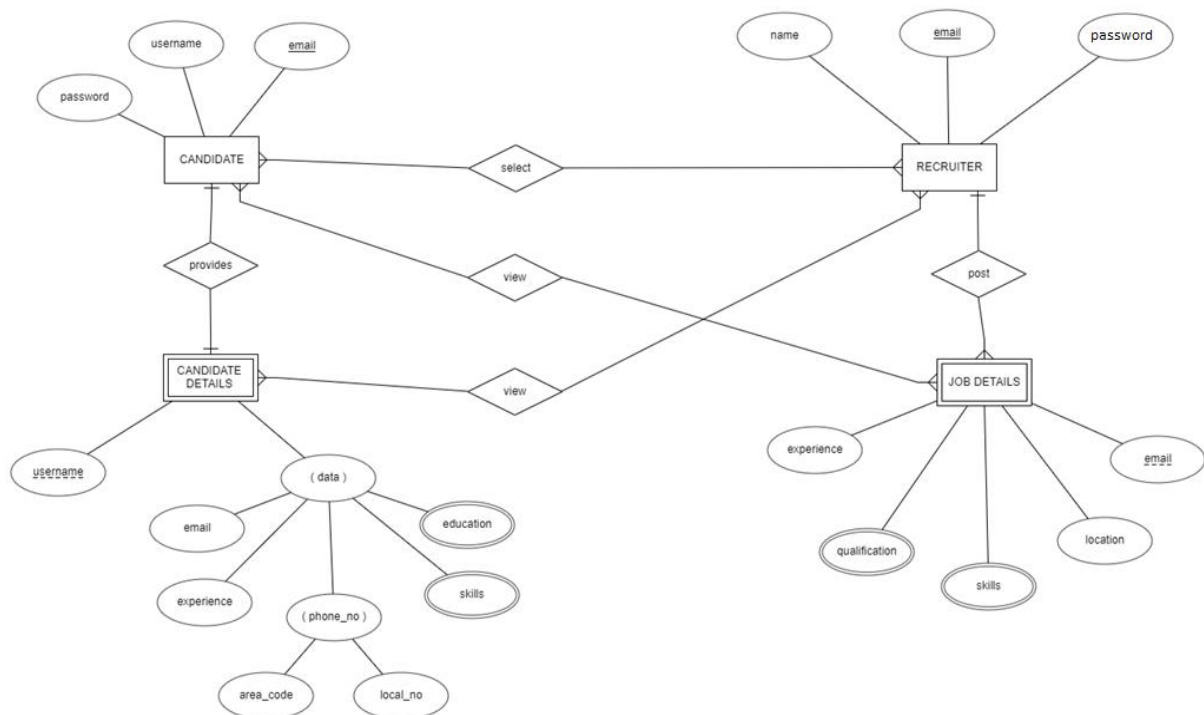 username
email
name
email
password
password
CANDIDATE
select
RECRUITER
provides
view
post
CANDIDATE
DETAILS
view
JOB DETAILS
experience
email
username
( data )
email
education
qualification
location
experience
skills
skills
( phone_no )
area_code
local_no